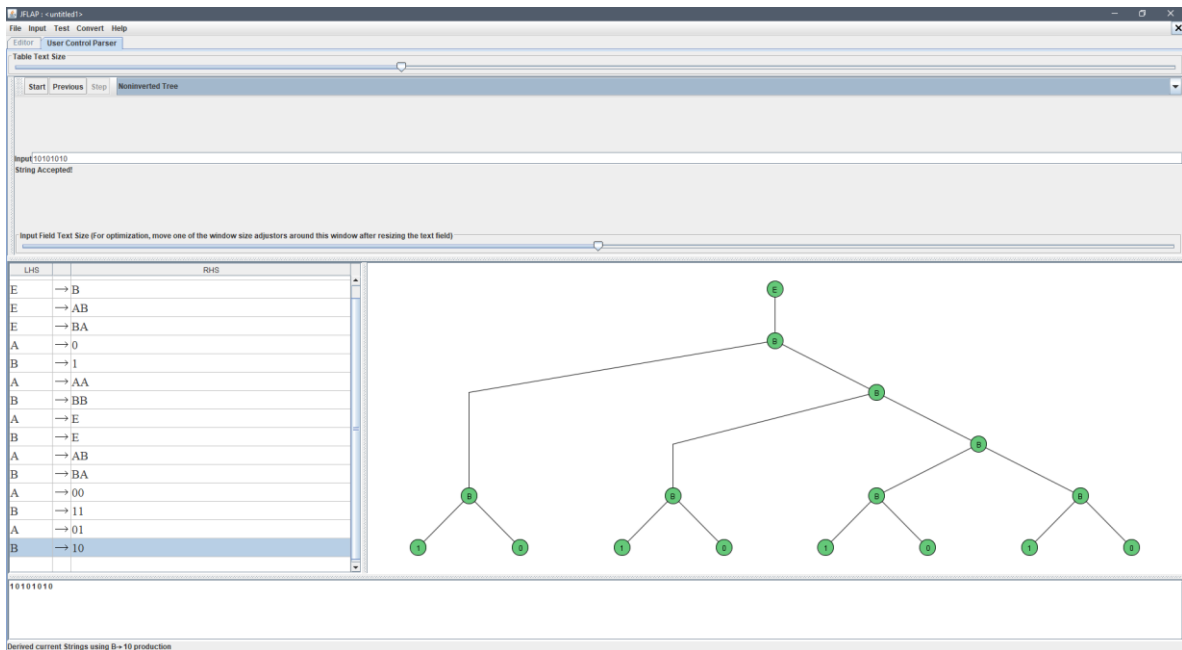 JFLAP : <untitled1>
File Input Test Convert Help
Editor User Control Parser
Table Text Size
Start Previous Step Noninverted Tree
Input 10101010
String Accepted!
Input Field Text Size (For optimization, move one of the window size adjustors around this window after resizing the text field)
LHS RHS
E → B
E → AB
E → BA
A → 0
B → 1
A → AA
B → BB
A → E
B → E
A → AB
B → BA
A → 00
B → 11
A → 01
B → 10
E
B
B
B
B B B B
1 0 1 0 1 0 1 0
10101010
Derived current Strings using B→ 10 production